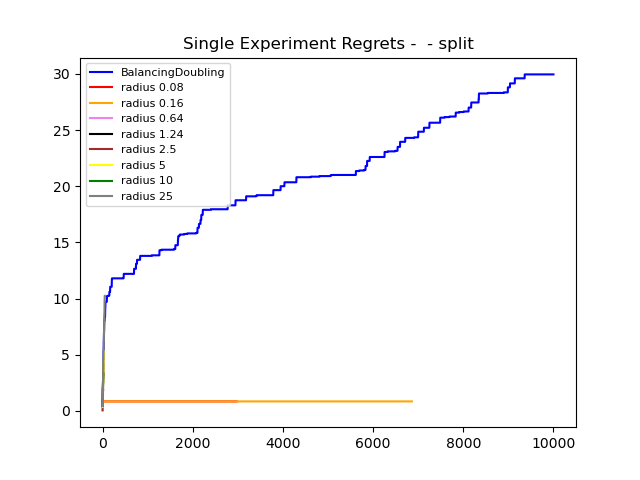 Single Experiment Regrets -  - split
BalancingDoubling
radius 0.08
radius 0.16
radius 0.64
radius 1.24
radius 2.5
radius 5
radius 10
radius 25
30
25
20
15
10
5
0
0 2000 4000 6000 8000 10000